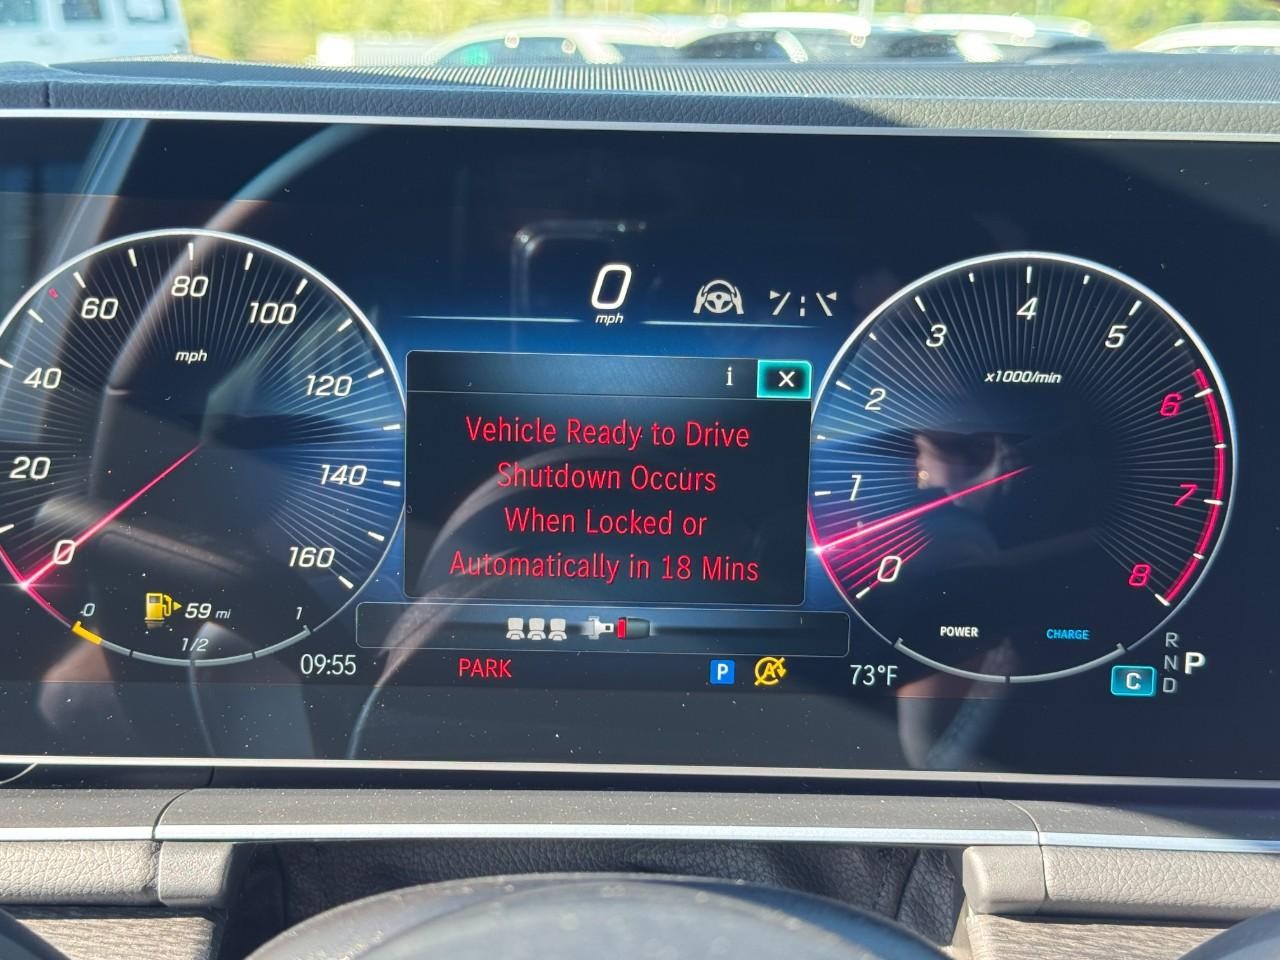 0
mph
i X
Vehicle Ready to Drive
Shutdown Occurs
When Locked or
Automatically in 18 Mins
0 20 40 60 80 100 120 140 160
mph
0 1/2 1
59 mi
09:55
PARK
P
A
73°F
0 1 2 3 4 5 6 7 8
x1000/min
POWER
CHARGE
C
R
N
D
P